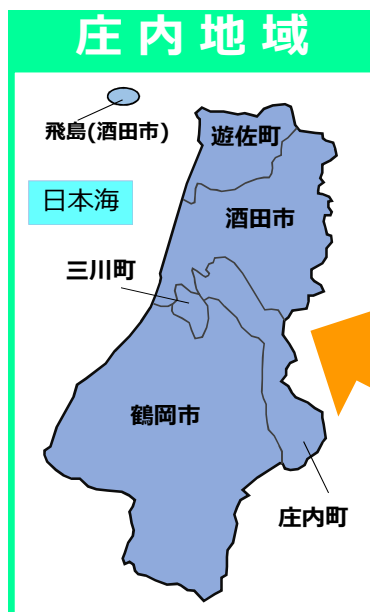 庄内地域
飛島(酒田市)
遊佐町
日本海
酒田市
三川町
鶴岡市
庄内町